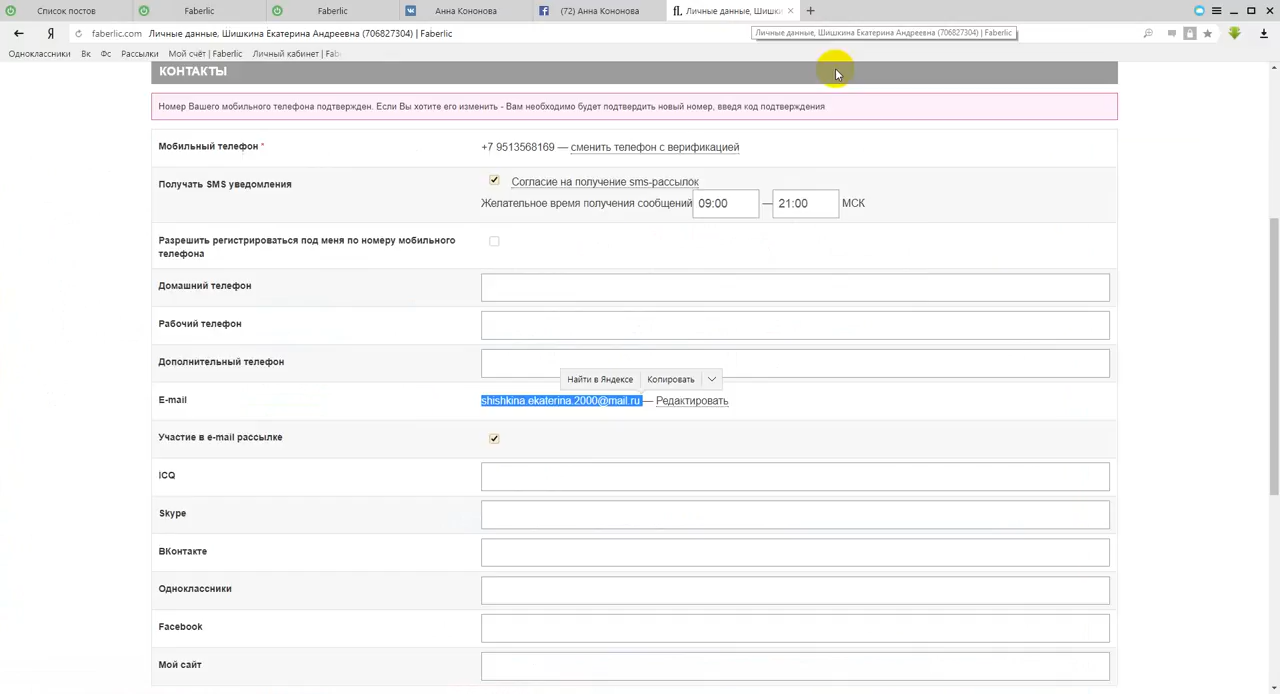 Список постов
Faberlic
Faberlic
Анна Кононова
(72) Анна Кононова
Личные данные, Шишки
faberlic.com Личные данные, Шишкина Екатерина Андреевна (706827304) | Faberlic
Личные данные, Шишкина Екатерина Андреевна (706827304) | Faberlic
Одноклассники Вк Фс Рассылки Мой счёт | Faberlic Личный кабинет | Fab
КОНТАКТЫ
Номер Вашего мобильного телефона подтвержден. Если Вы хотите его изменить - Вам необходимо будет подтвердить новый номер, введя код подтверждения
Мобильный телефон * +7 9513568169 — сменить телефон с верификацией
Получать SMS уведомления Согласие на получение sms-рассылок
Желательное время получения сообщений 09:00 — 21:00 МСК
Разрешить регистрироваться под меня по номеру мобильного
телефона
Домашний телефон
Рабочий телефон
Дополнительный телефон
Найти в Яндексе Копировать
E-mail shishkina.ekaterina.2000@mail.ru — Редактировать
Участие в e-mail рассылке
ICQ
Skype
ВКонтакте
Одноклассники
Facebook
Мой сайт